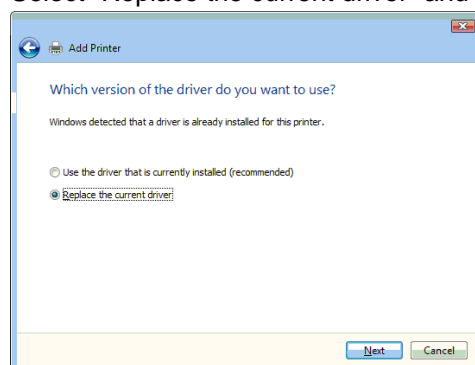 Select "Replace the current driver" and
Add Printer
Which version of the driver do you want to use?
Windows detected that a driver is already installed for this printer.
Use the driver that is currently installed (recommended)
Replace the current driver
Next Cancel